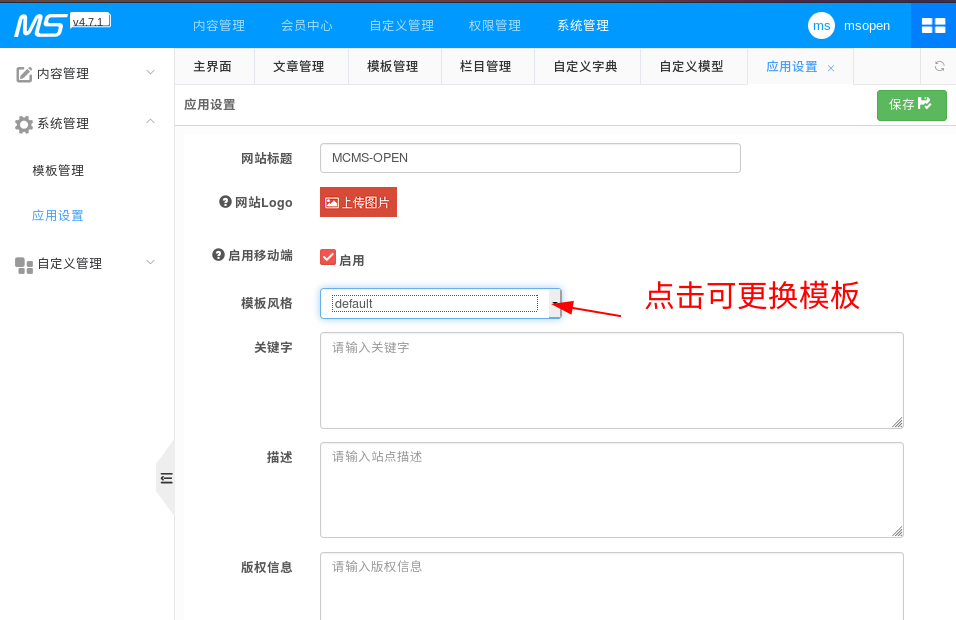 MS v4.7.1 内容管理 会员中心 自定义管理 权限管理 系统管理 ms msopen
内容管理 主界面 文章管理 模板管理 栏目管理 自定义字典 自定义模型 应用设置 ×
应用设置 保存
系统管理
模板管理
应用设置
自定义管理
网站标题 MCMS-OPEN
网站Logo 上传图片
启用移动端 启用
模板风格 default 点击可更换模板
关键字 请输入关键字
描述 请输入站点描述
版权信息 请输入版权信息